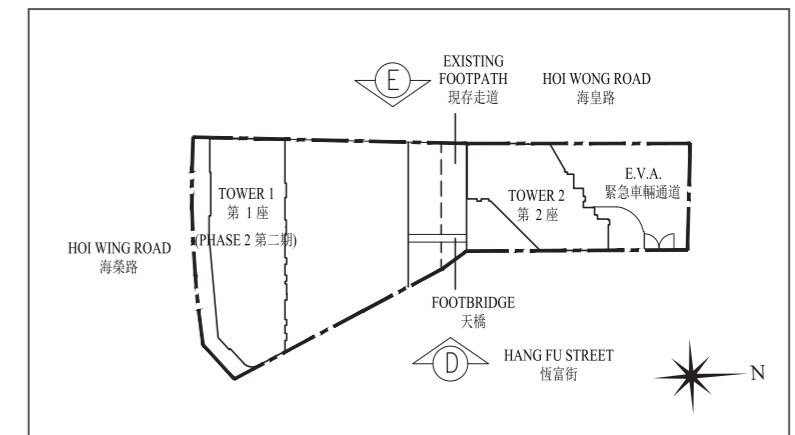 EXISTING
FOOTPATH
現存走道
E
HOI WONG ROAD
海皇路
TOWER 1
第 1 座
(PHASE 2 第二期)
TOWER 2
第 2 座
E.V.A.
緊急車輛通道
HOI WING ROAD
海榮路
FOOTBRIDGE
天橋
D
HANG FU STREET
恆富街
N